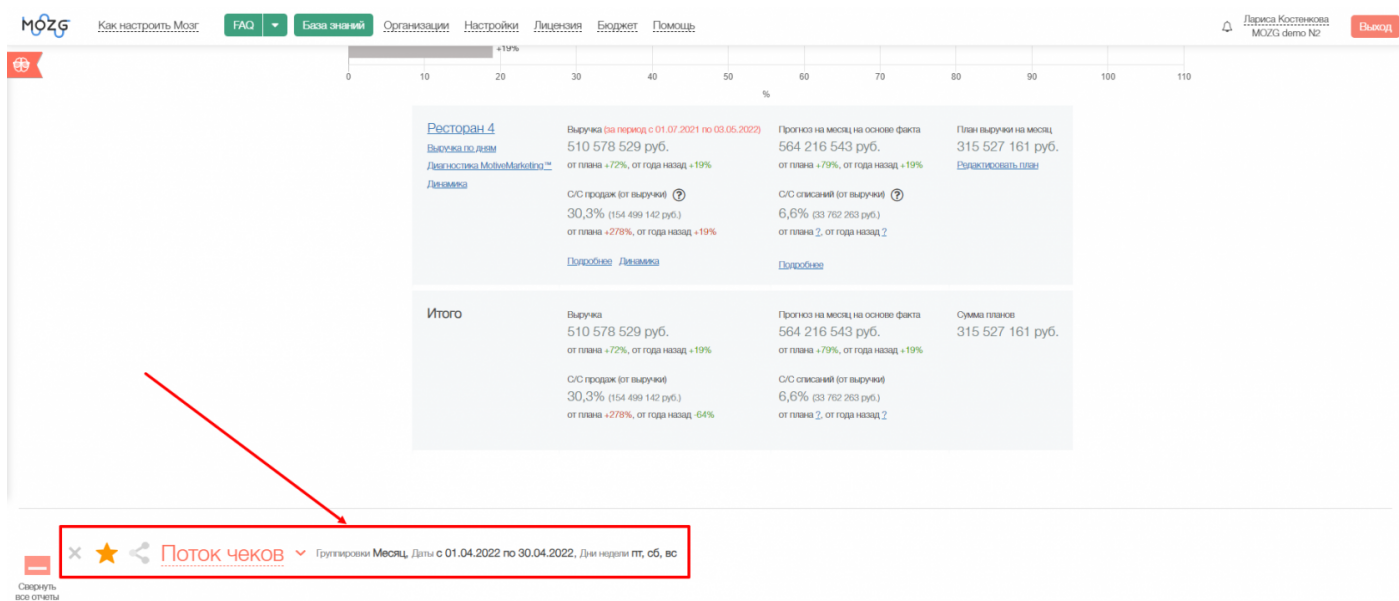 MOZG Как настроить Мозг FAQ База знаний Организации Настройки Лицензия Бюджет Помощь Лариса Костенкова Выход
MOZG demo N2
+19%
0 10 20 30 40 50 60 70 80 90 100 110
%
Ресторан 4 Выручка (за период с 01.07.2021 по 03.05.2022) Прогноз на месяц на основе факта План выручки на месяц
Выручка по дням 510 578 529 руб. 564 216 543 руб. 315 527 161 руб.
Диагностика MotiveMarketing™ от плана +72%, от года назад +19% от плана +79%, от года назад +19% Редактировать план
Динамика
С/С продаж (от выручки) ? С/С списаний (от выручки) ?
30,3% (154 499 142 руб.) 6,6% (33 762 263 руб.)
от плана +278%, от года назад +19% от плана ?, от года назад ?
Подробнее Динамика Подробнее
Итого Выручка Прогноз на месяц на основе факта Сумма планов
510 578 529 руб. 564 216 543 руб. 315 527 161 руб.
от плана +72%, от года назад +19% от плана +79%, от года назад +19%
С/С продаж (от выручки) С/С списаний (от выручки)
30,3% (154 499 142 руб.) 6,6% (33 762 263 руб.)
от плана +278%, от года назад -64% от плана ?, от года назад ?
Поток чеков Группировки Месяц, Даты с 01.04.2022 по 30.04.2022, Дни недели пт, сб, вс
Свернуть
все отчеты